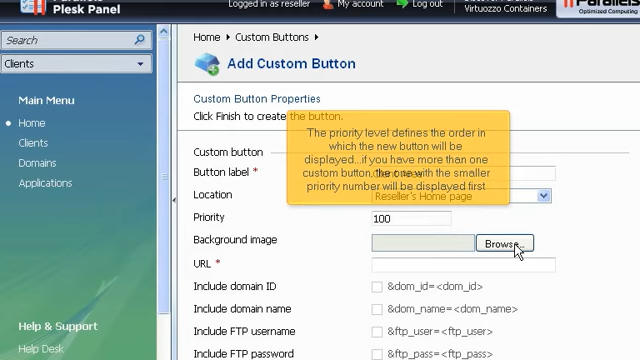 Plesk Panel
Logged in as reseller
My account
Log out
Virtuozzo Containers
Parallels
Optimized Computing
Search
Clients
Main Menu
Home
Clients
Domains
Applications
Help & Support
Help Desk
Home > Custom Buttons >
Add Custom Button
Custom Button Properties
Click Finish to create the button.
The priority level defines the order in
which the new button will be
displayed...if you have more than one
custom button, the one with the smaller
priority number will be displayed first
Custom button
Button label *
Location Reseller's Home page
Priority 100
Background image Browse...
URL *
Include domain ID &dom_id=<dom_id>
Include domain name &dom_name=<dom_name>
Include FTP username &ftp_user=<ftp_user>
Include FTP password &ftp_pass=<ftp_pass>